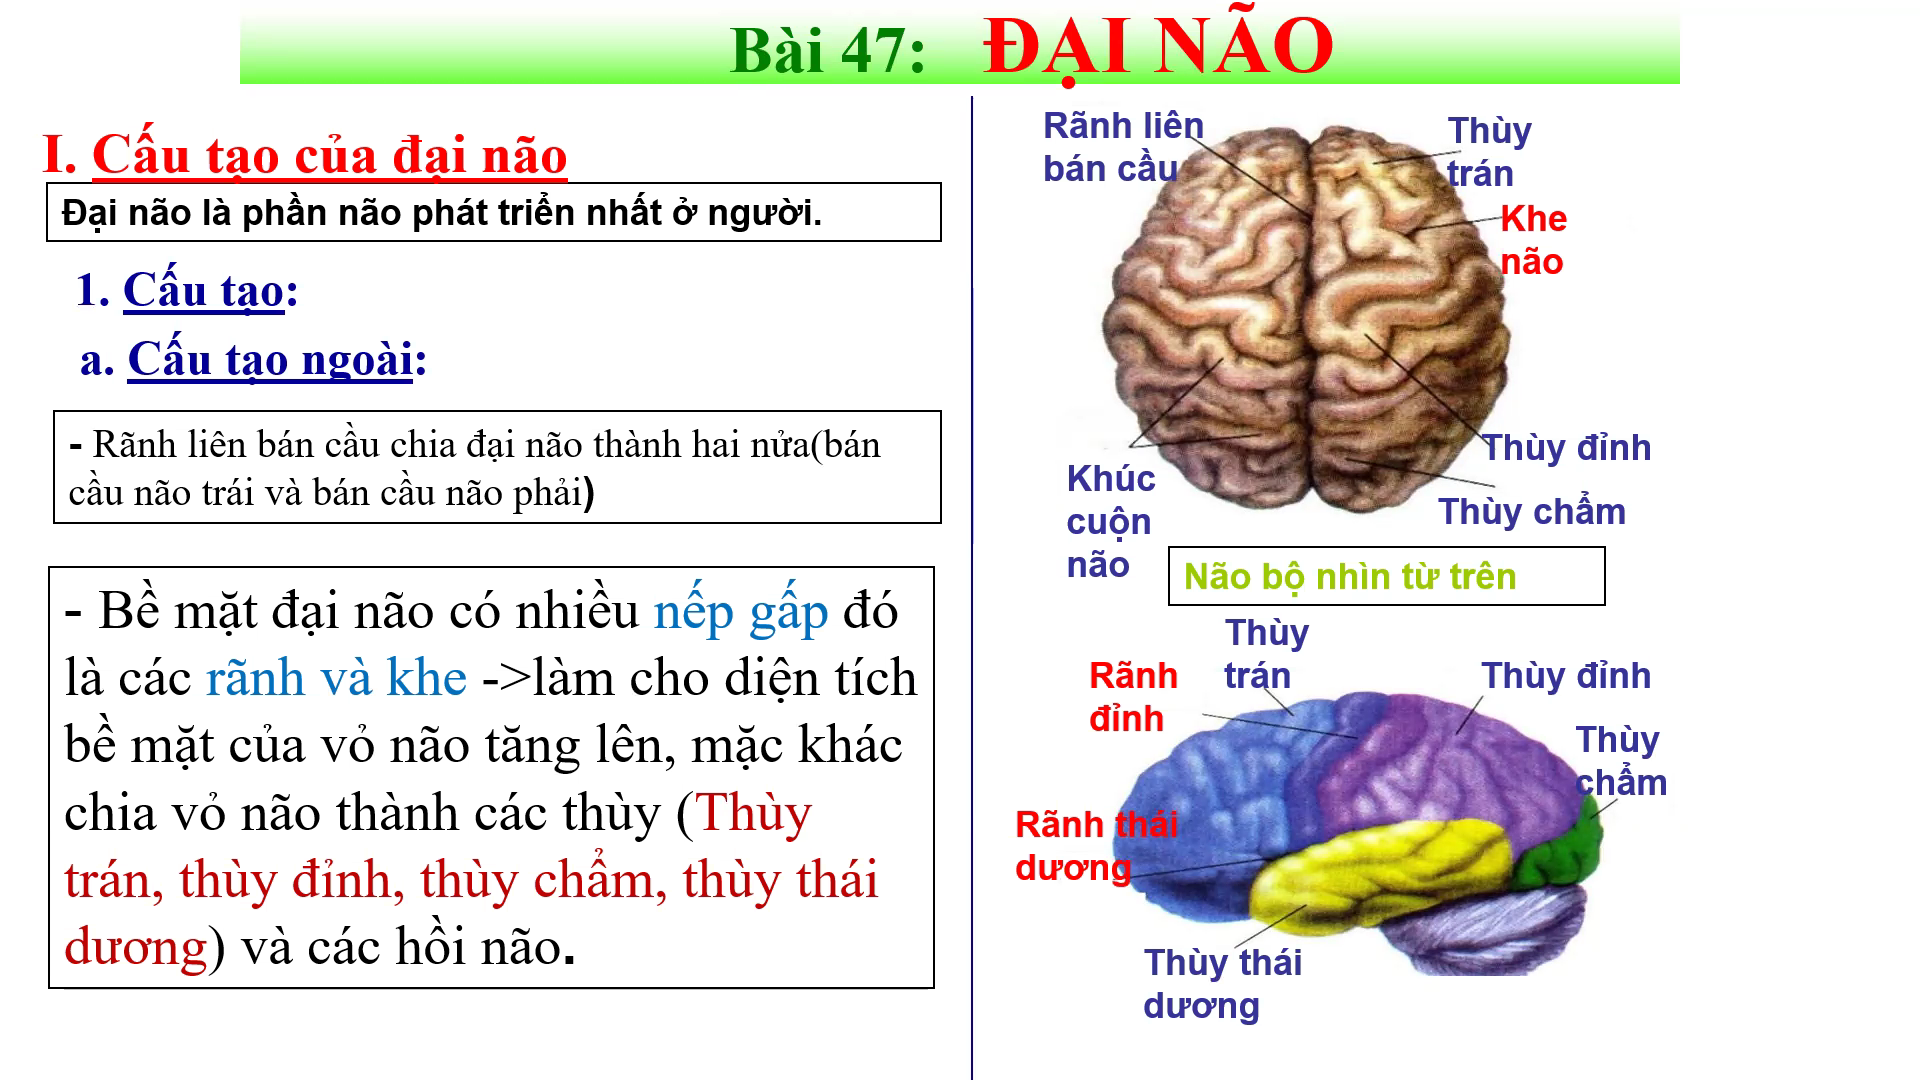 Bài 47: ĐẠI NÃO
I. Cấu tạo của đại não
Đại não là phần não phát triển nhất ở người.
1. Cấu tạo:
a. Cấu tạo ngoài:
- Rãnh liên bán cầu chia đại não thành hai nửa(bán
cầu não trái và bán cầu não phải)
- Bề mặt đại não có nhiều nếp gấp đó
là các rãnh và khe ->làm cho diện tích
bề mặt của vỏ não tăng lên, mặc khác
chia vỏ não thành các thùy (Thùy
trán, thùy đỉnh, thùy chẩm, thùy thái
dương) và các hồi não.
Rãnh liên
bán cầu
Thùy
trán
Khe
não
Thùy đỉnh
Thùy chẩm
Khúc
cuộn
não
Não bộ nhìn từ trên
Thùy
trán
Rãnh
đỉnh
Thùy đỉnh
Thùy
chẩm
Rãnh thái
dương
Thùy thái
dương